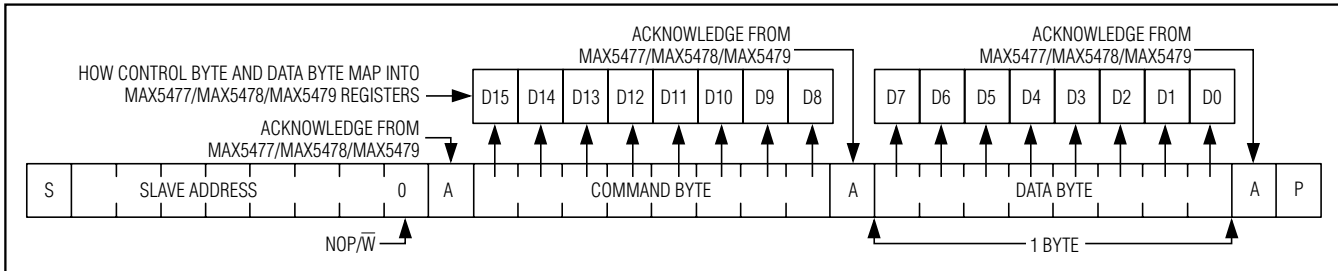 ACKNOWLEDGE FROM
MAX5477/MAX5478/MAX5479
ACKNOWLEDGE FROM
MAX5477/MAX5478/MAX5479
HOW CONTROL BYTE AND DATA BYTE MAP INTO
MAX5477/MAX5478/MAX5479 REGISTERS
D15 D14 D13 D12 D11 D10 D9 D8 D7 D6 D5 D4 D3 D2 D1 D0
ACKNOWLEDGE FROM
MAX5477/MAX5478/MAX5479
S SLAVE ADDRESS 0 A COMMAND BYTE A DATA BYTE A P
NOP/W̅ 1 BYTE